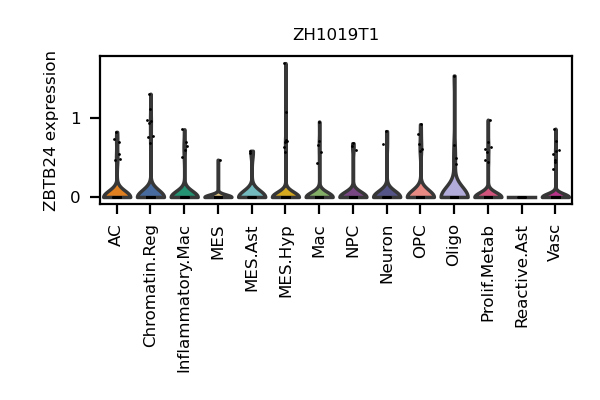 ZH1019T1
ZBTB24 expression
1
0
AC
Chromatin.Reg
Inflammatory.Mac
MES
MES.Ast
MES.Hyp
Mac
NPC
Neuron
OPC
Oligo
Prolif.Metab
Reactive.Ast
Vasc